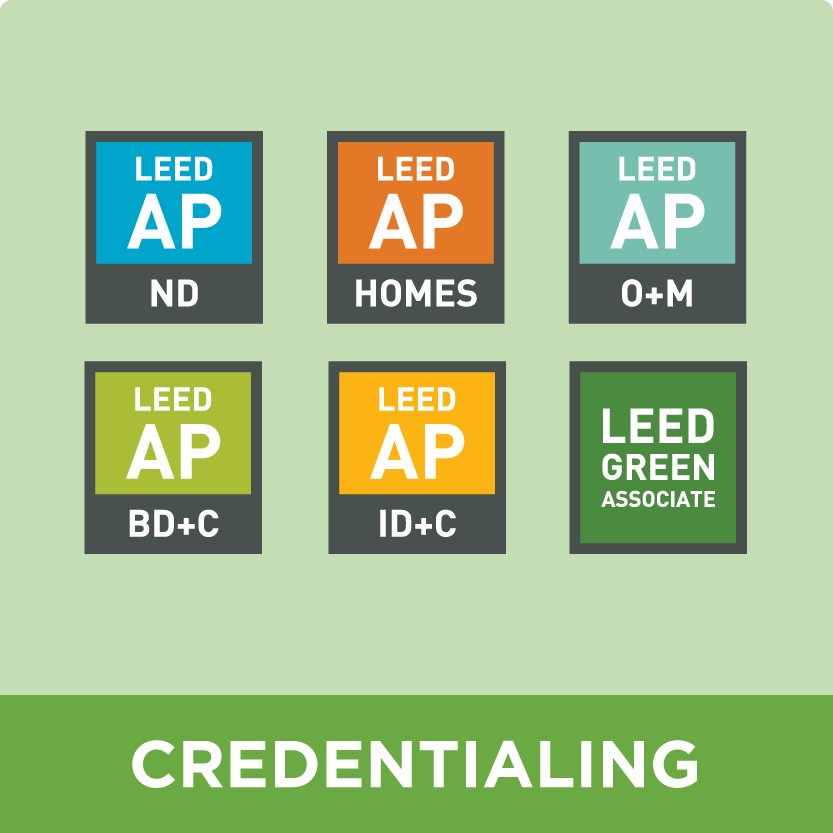 LEED
AP
ND
LEED
AP
HOMES
LEED
AP
O+M
LEED
AP
BD+C
LEED
AP
ID+C
LEED
GREEN
ASSOCIATE
CREDENTIALING